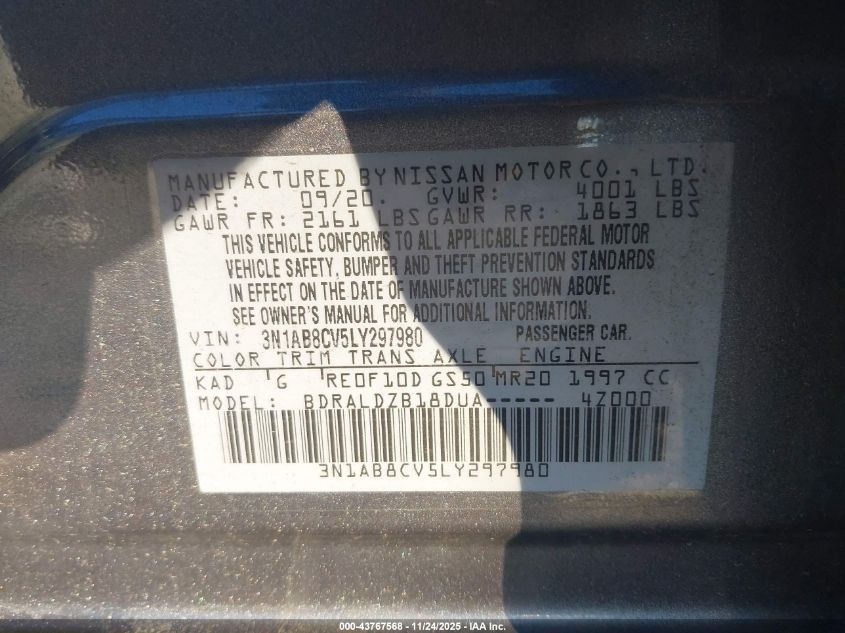 MANUFACTURED BY NISSAN MOTOR CO., LTD.
DATE: 09/20. GVWR: 4001 LBS
GAWR FR: 2161 LBS GAWR RR: 1863 LBS
THIS VEHICLE CONFORMS TO ALL APPLICABLE FEDERAL MOTOR
VEHICLE SAFETY, BUMPER AND THEFT PREVENTION STANDARDS
IN EFFECT ON THE DATE OF MANUFACTURE SHOWN ABOVE.
SEE OWNER'S MANUAL FOR ADDITIONAL INFORMATION.
VIN: 3N1AB8CV5LY297980 PASSENGER CAR.
COLOR TRIM TRANS AXLE ENGINE
KAD G RE0F10D GS50 MR20 1997 CC
MODEL: BDRALDZB18DUA----- 4Z000
3N1AB8CV5LY297980
000-43767568 - 11/24/2025 - IAA Inc.